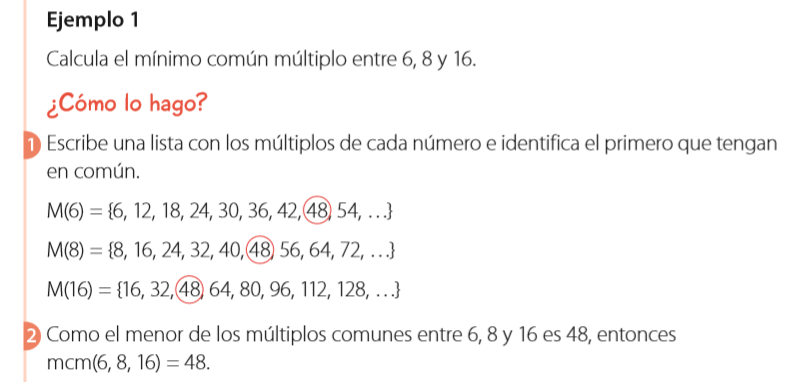 Ejemplo 1
Calcula el mínimo común múltiplo entre 6, 8 y 16.
¿Cómo lo hago?
1 Escribe una lista con los múltiplos de cada número e identifica el primero que tengan
en común.
M(6) = {6, 12, 18, 24, 30, 36, 42, 48, 54, …}
M(8) = {8, 16, 24, 32, 40, 48, 56, 64, 72, …}
M(16) = {16, 32, 48, 64, 80, 96, 112, 128, …}
2 Como el menor de los múltiplos comunes entre 6, 8 y 16 es 48, entonces
mcm(6, 8, 16) = 48.